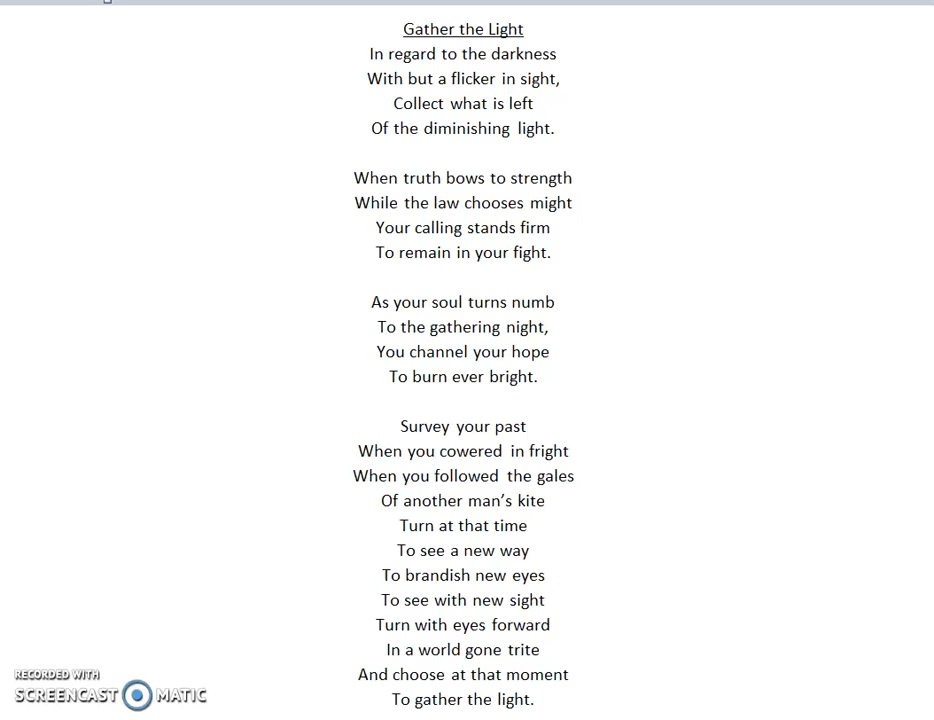 Gather the Light
In regard to the darkness
With but a flicker in sight,
Collect what is left
Of the diminishing light.
When truth bows to strength
While the law chooses might
Your calling stands firm
To remain in your fight.
As your soul turns numb
To the gathering night,
You channel your hope
To burn ever bright.
Survey your past
When you cowered in fright
When you followed the gales
Of another man’s kite
Turn at that time
To see a new way
To brandish new eyes
To see with new sight
Turn with eyes forward
In a world gone trite
And choose at that moment
To gather the light.
RECORDED WITH
SCREENCAST MATIC